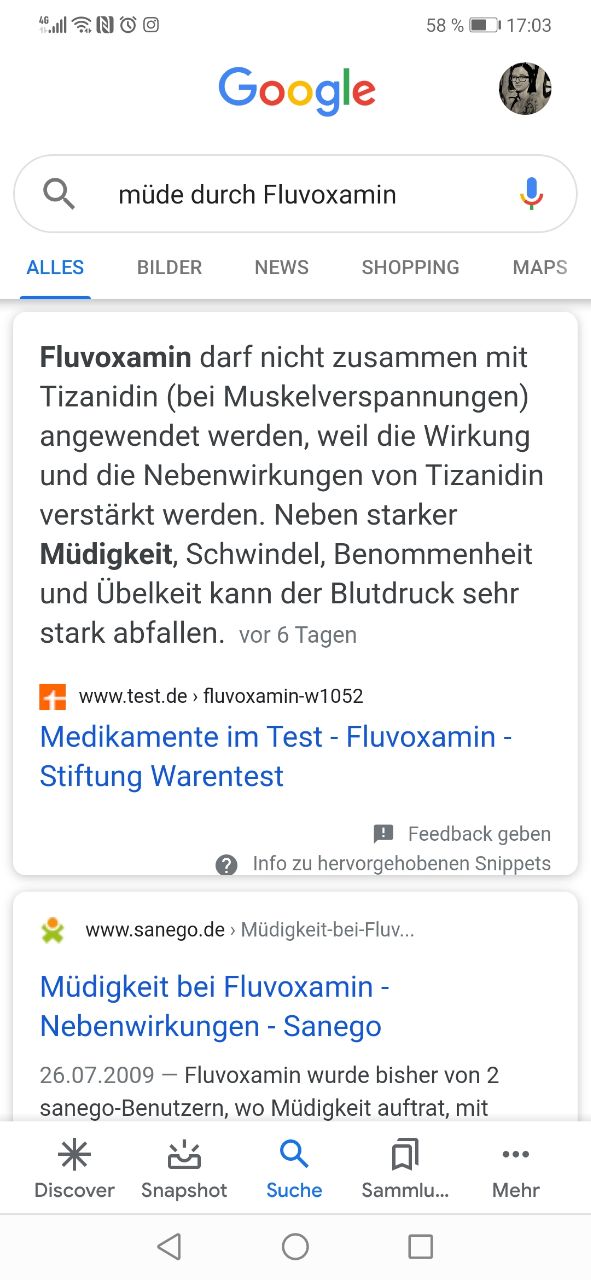 4G 58 % 17:03
Google
müde durch Fluvoxamin
ALLES BILDER NEWS SHOPPING MAPS
Fluvoxamin darf nicht zusammen mit
Tizanidin (bei Muskelverspannungen)
angewendet werden, weil die Wirkung
und die Nebenwirkungen von Tizanidin
verstärkt werden. Neben starker
Müdigkeit, Schwindel, Benommenheit
und Übelkeit kann der Blutdruck sehr
stark abfallen. vor 6 Tagen
www.test.de › fluvoxamin-w1052
Medikamente im Test - Fluvoxamin -
Stiftung Warentest
Feedback geben
Info zu hervorgehobenen Snippets
www.sanego.de › Müdigkeit-bei-Fluv...
Müdigkeit bei Fluvoxamin -
Nebenwirkungen - Sanego
26.07.2009 — Fluvoxamin wurde bisher von 2
sanego-Benutzern, wo Müdigkeit auftrat, mit
Discover Snapshot Suche Sammlu... Mehr